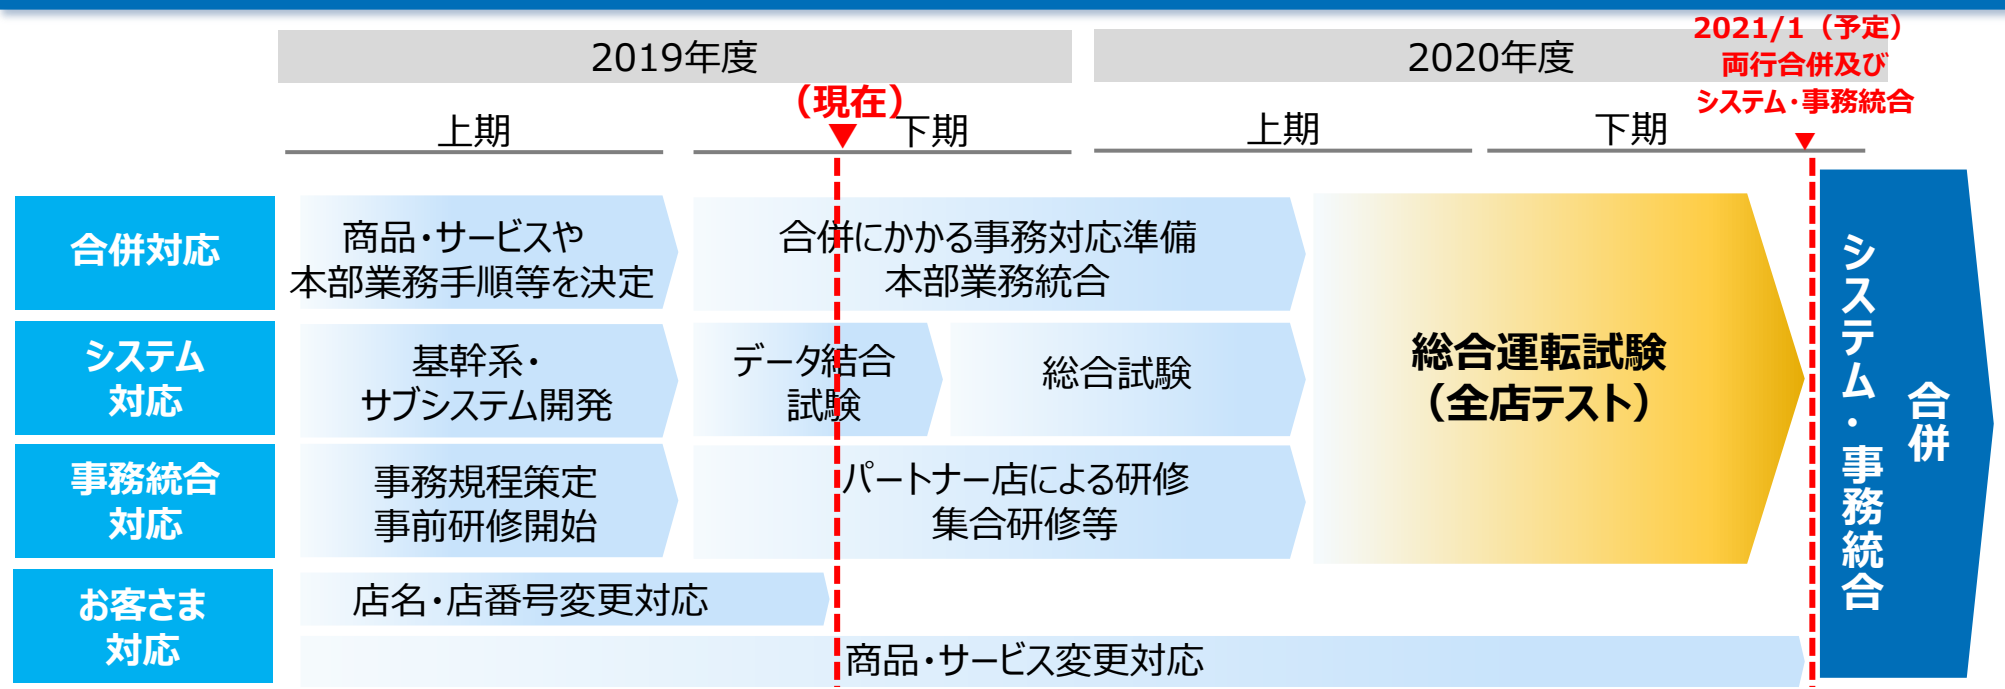 2019年度
2020年度
2021/1（予定）
両行合併及び
システム・事務統合
（現在）
上期
下期
上期
下期
合併対応
商品・サービスや
本部業務手順等を決定
合併にかかる事務対応準備
本部業務統合
システム
対応
基幹系・
サブシステム開発
データ結合
試験
総合試験
総合運転試験
（全店テスト）
事務統合
対応
事務規程策定
事前研修開始
パートナー店による研修
集合研修等
お客さま
対応
店名・店番号変更対応
商品・サービス変更対応
合併
システム・事務統合